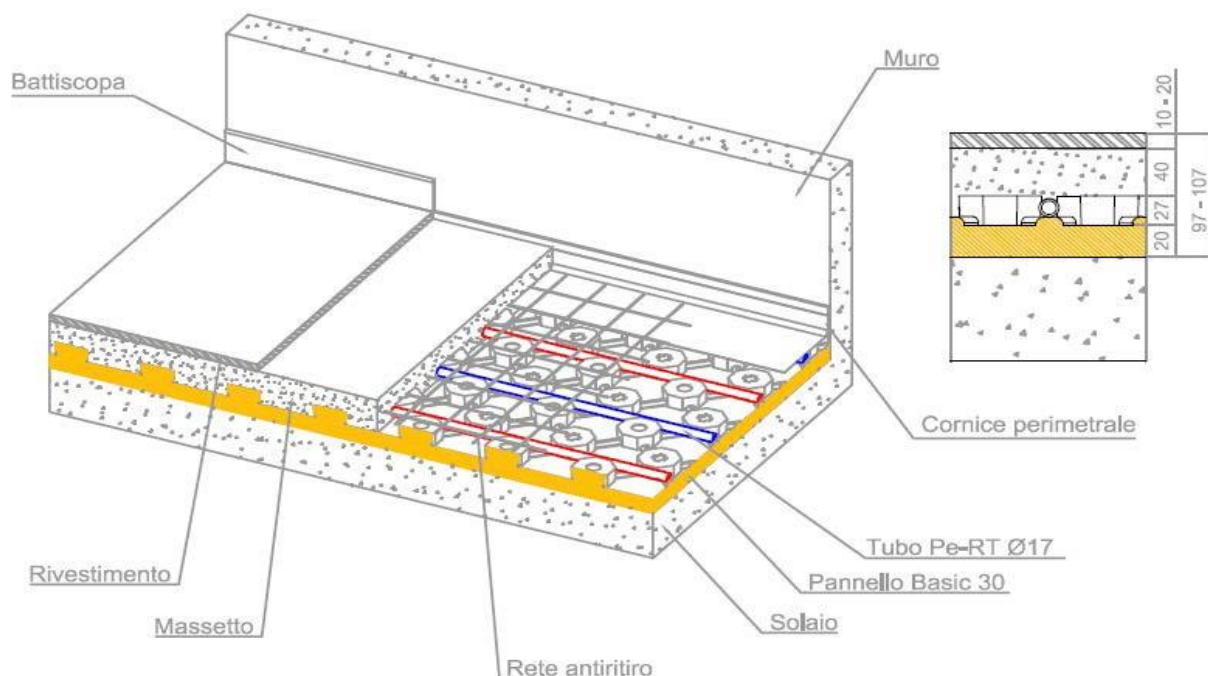 Battiscopa
Muro
10-20
40
27
20
97-107
Cornice perimetrale
Tubo Pe-RT Ø17
Pannello Basic 30
Solaio
Rivestimento
Massetto
Rete antiritiro